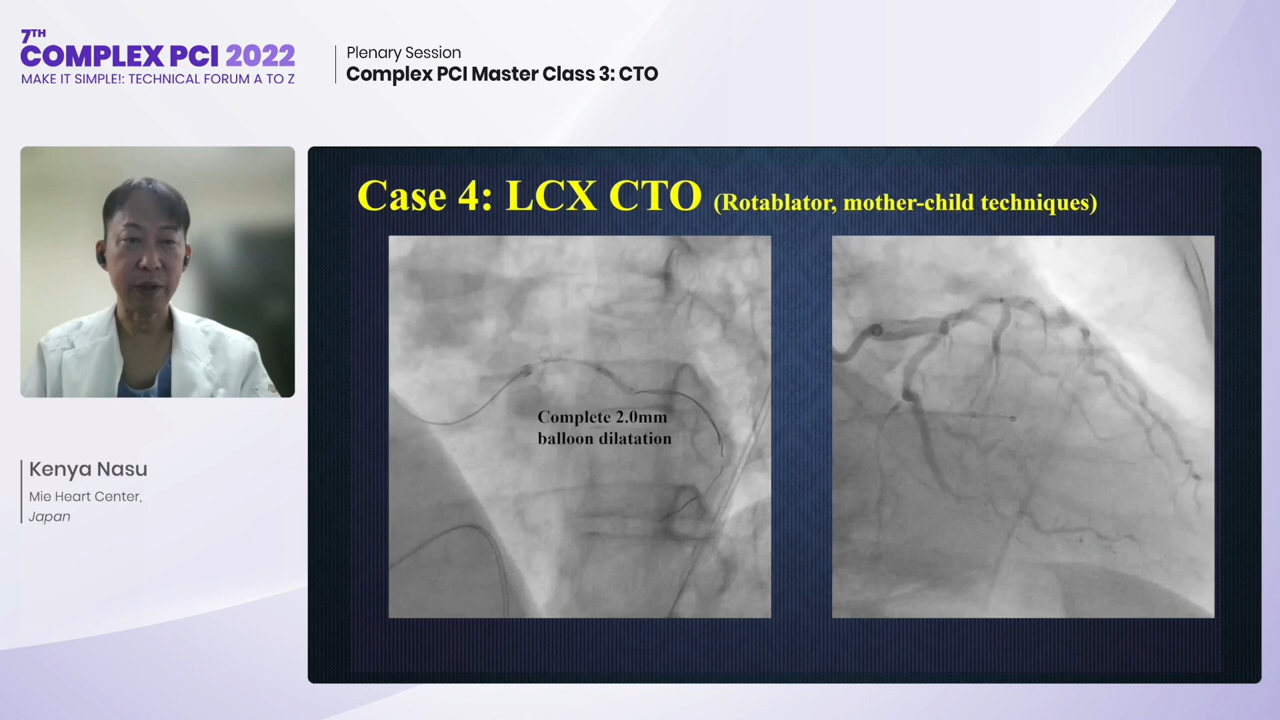 7TH
COMPLEX PCI 2022
MAKE IT SIMPLE!: TECHNICAL FORUM A TO Z
Plenary Session
Complex PCI Master Class 3: CTO
Case 4: LCX CTO (Rotablator, mother-child techniques)
Complete 2.0mm
balloon dilatation
Kenya Nasu
Mie Heart Center,
Japan